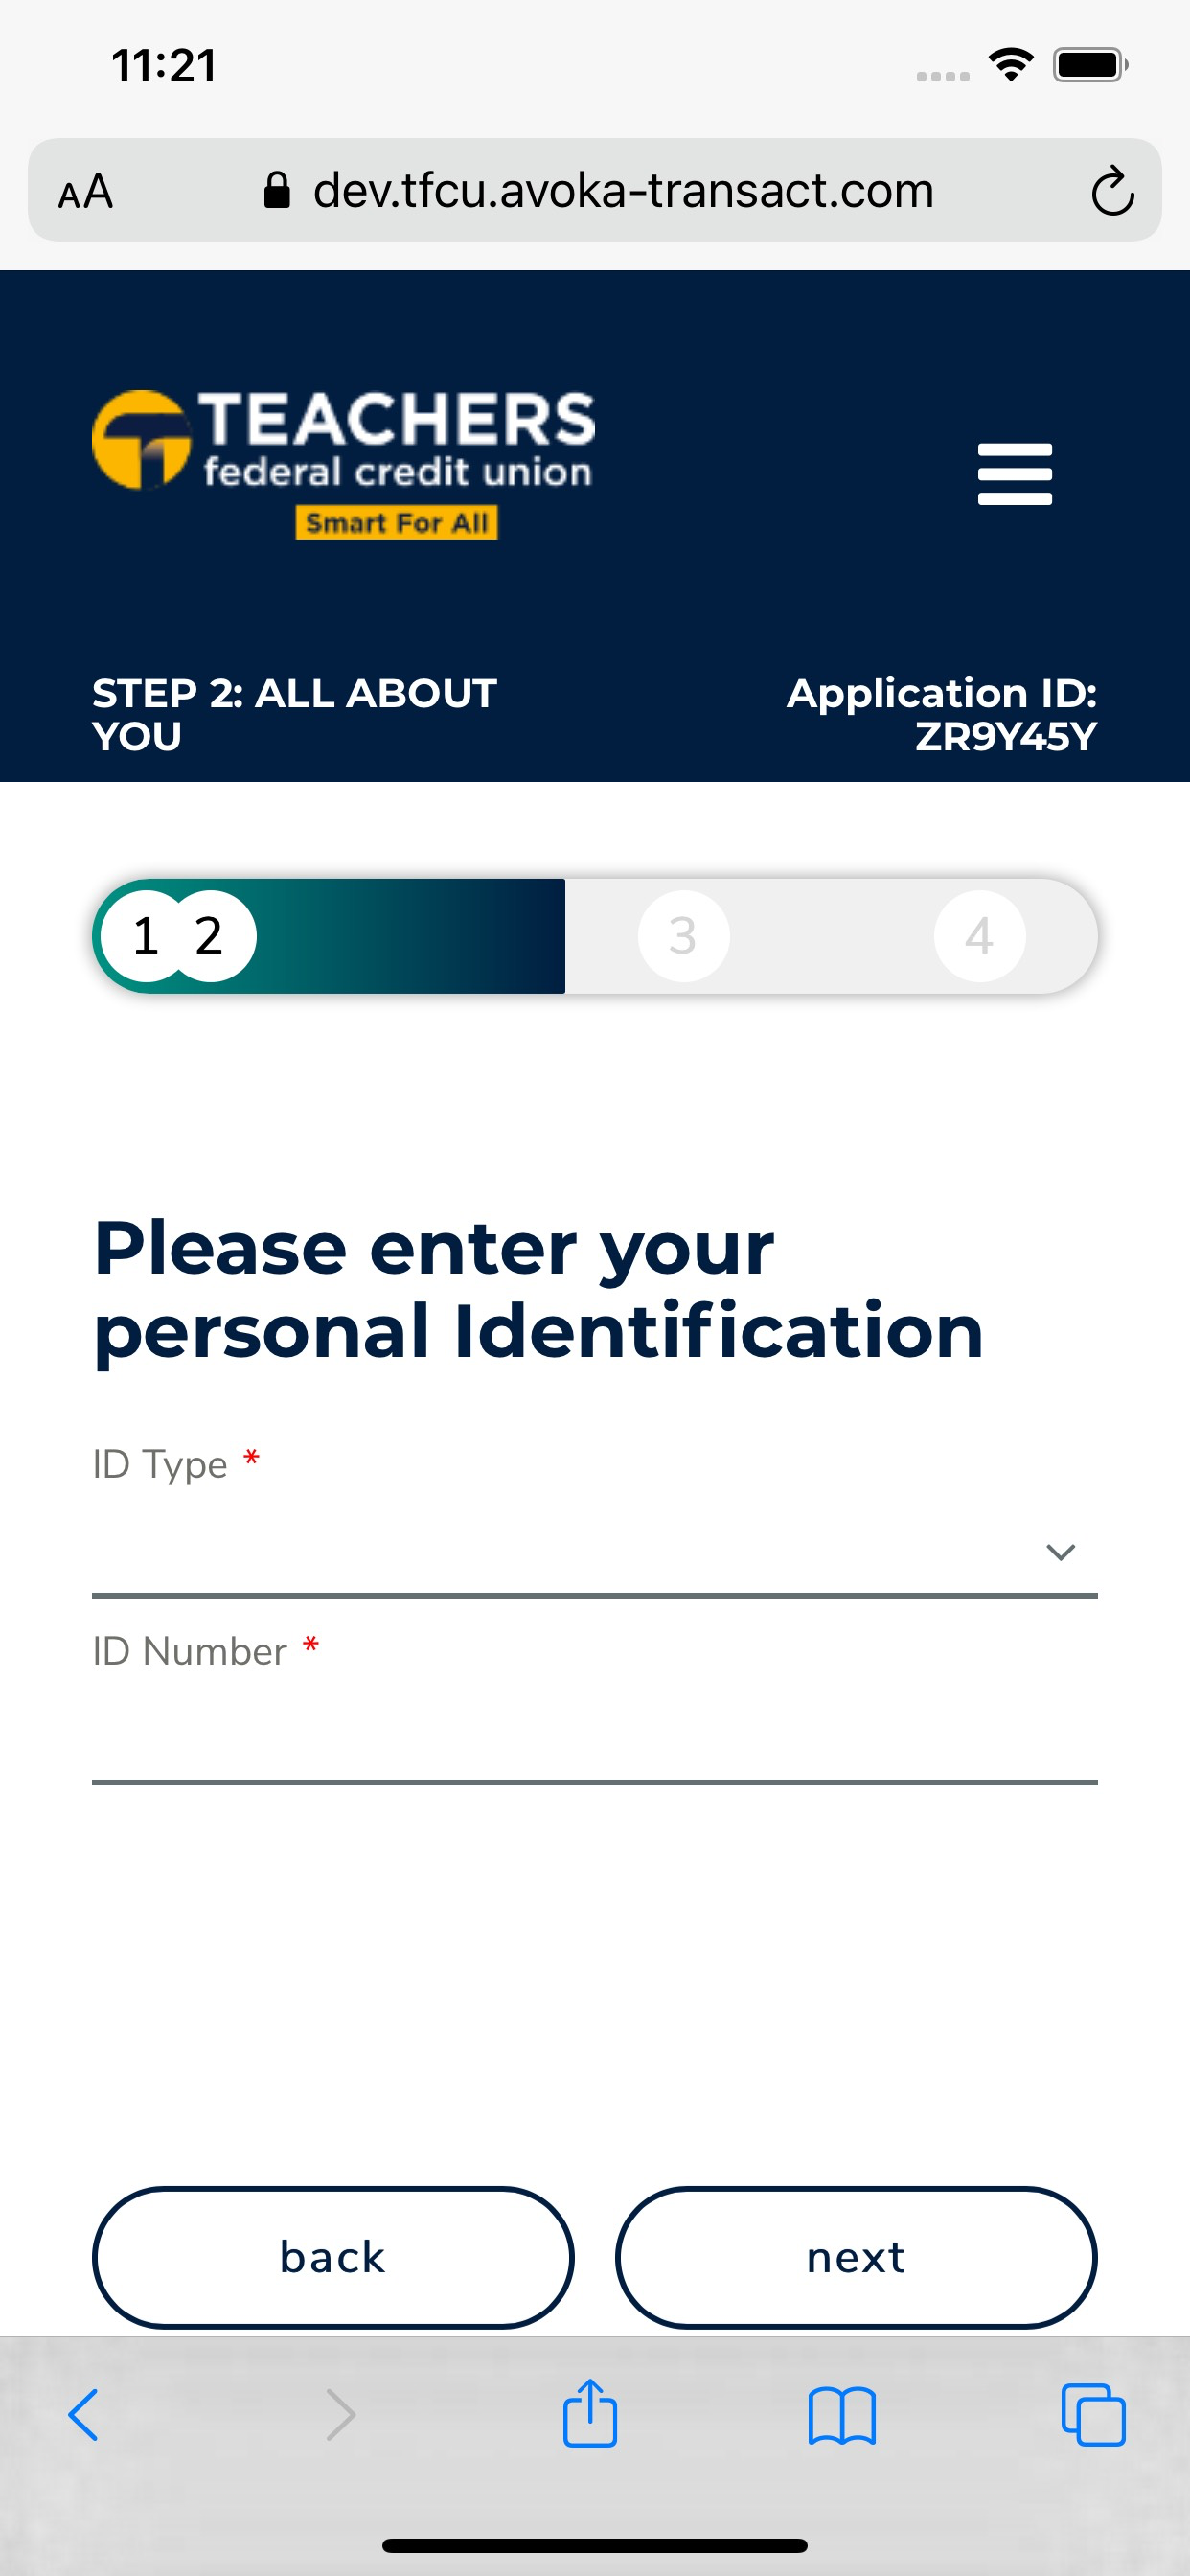 11:21
AA dev.tfcu.avoka-transact.com
TEACHERS
federal credit union
Smart For All
STEP 2: ALL ABOUT
YOU
Application ID:
ZR9Y45Y
1 2 3 4
Please enter your
personal Identification
ID Type *
ID Number *
back next